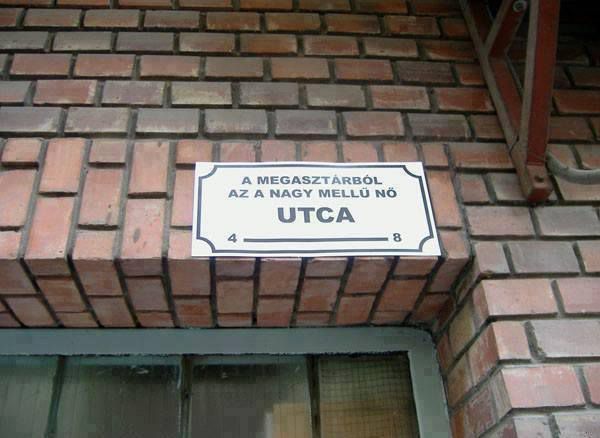 A MEGASZTÁRBÓL
AZ A NAGY MELLŰ NŐ
UTCA
4 8